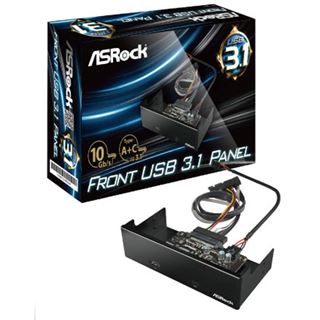 ASRock
USB
3.1
10
Gb/s
Type
A+C
3.1
FRONT USB 3.1 PANEL
ASRock
FRONT USB 3.1 PANEL
3.1
ASRock